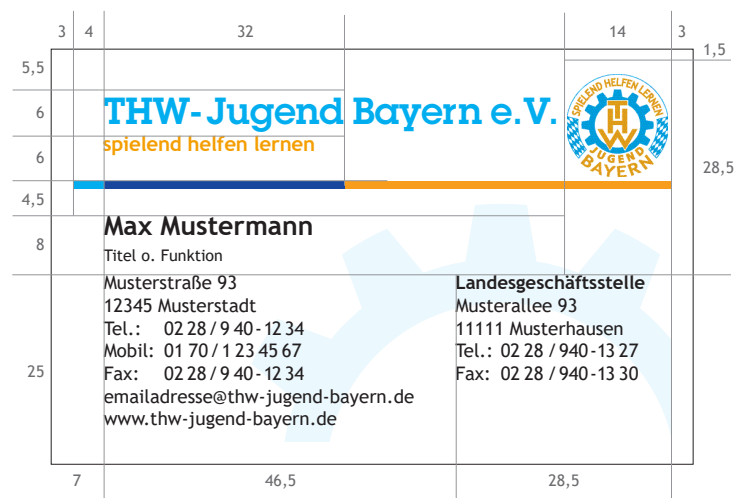 3 4 32 14 3
1,5
5,5
6
6
4,5
8
25
28,5
THW-Jugend Bayern e.V.
spielend helfen lernen
SPIELEND HELFEN LERNEN
THW
JUGEND
BAYERN
Max Mustermann
Titel o. Funktion
Musterstraße 93
12345 Musterstadt
Tel.: 02 28 / 9 40 - 12 34
Mobil: 01 70 / 1 23 45 67
Fax: 02 28 / 9 40 - 12 34
emailadresse@thw-jugend-bayern.de
www.thw-jugend-bayern.de
Landesgeschäftsstelle
Musterallee 93
11111 Musterhausen
Tel.: 02 28 / 940 - 13 27
Fax: 02 28 / 940 - 13 30
7 46,5 28,5